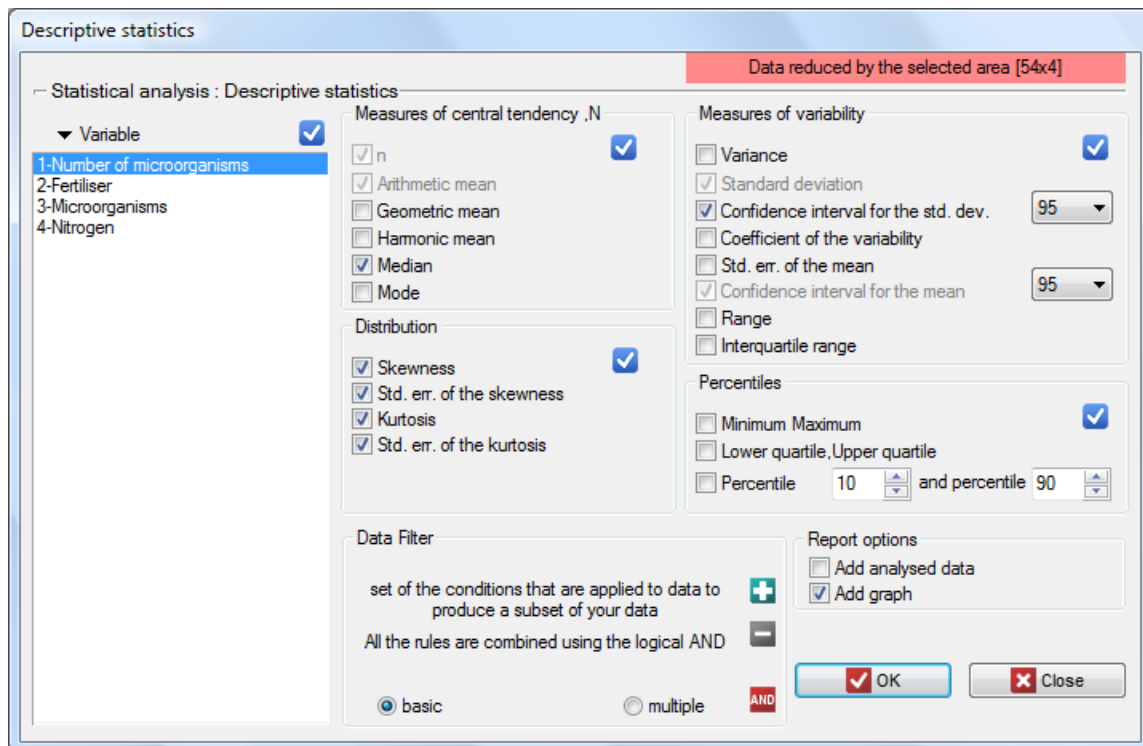 Descriptive statistics
Data reduced by the selected area [54x4]
Statistical analysis : Descriptive statistics
Variable
1-Number of microorganisms
2-Fertiliser
3-Microorganisms
4-Nitrogen
Measures of central tendency ,N
n
Arithmetic mean
Geometric mean
Harmonic mean
Median
Mode
Distribution
Skewness
Std. err. of the skewness
Kurtosis
Std. err. of the kurtosis
Measures of variability
Variance
Standard deviation
Confidence interval for the std. dev. 95
Coefficient of the variability
Std. err. of the mean
Confidence interval for the mean 95
Range
Interquartile range
Percentiles
Minimum Maximum
Lower quartile,Upper quartile
Percentile 10 and percentile 90
Data Filter
set of the conditions that are applied to data to
produce a subset of your data
All the rules are combined using the logical AND
basic multiple AND
Report options
Add analysed data
Add graph
OK Close